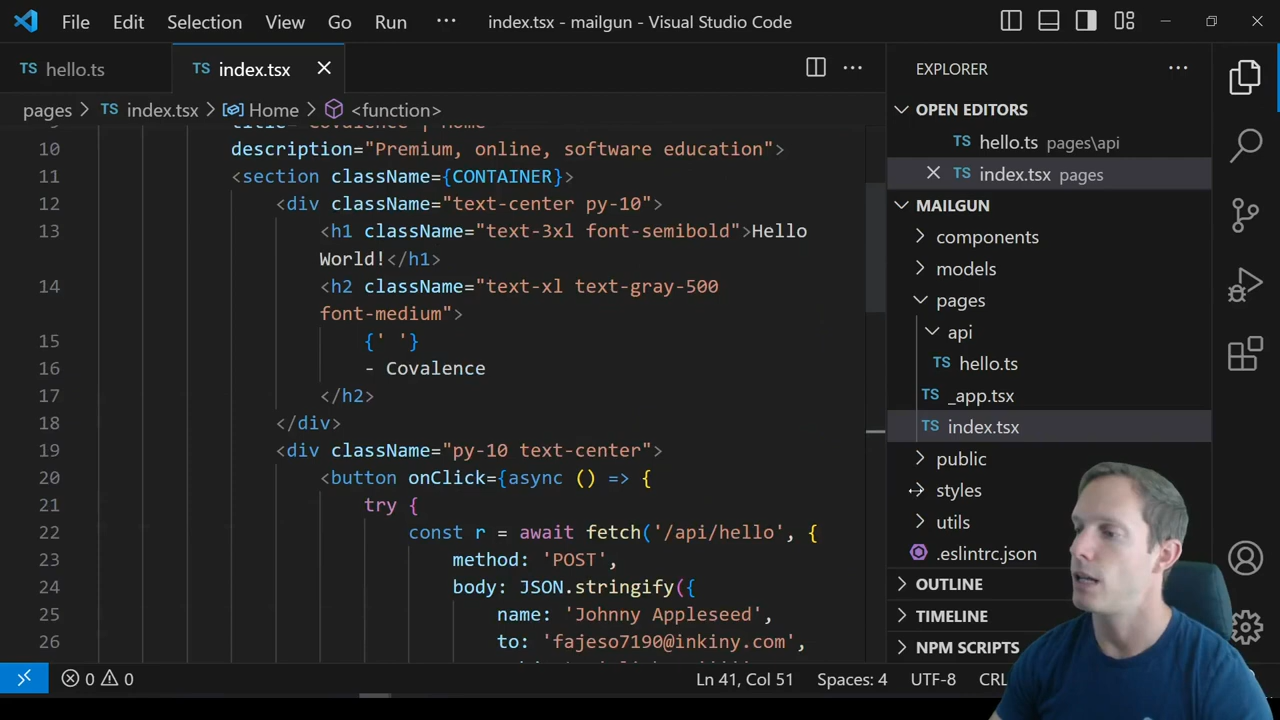 File Edit Selection View Go Run ··· index.tsx - mailgun - Visual Studio Code
TS hello.ts TS index.tsx
pages > TS index.tsx > Home > <function>
10 description="Premium, online, software education">
11 <section className={CONTAINER}>
12 <div className="text-center py-10">
13 <h1 className="text-3xl font-semibold">Hello
World!</h1>
14 <h2 className="text-xl text-gray-500
font-medium">
15 {' '}
16 - Covalence
17 </h2>
18 </div>
19 <div className="py-10 text-center">
20 <button onClick={async () => {
21 try {
22 const r = await fetch('/api/hello', {
23 method: 'POST',
24 body: JSON.stringify({
25 name: 'Johnny Appleseed',
26 to: 'fajeso7190@inkiny.com',
EXPLORER
OPEN EDITORS
TS hello.ts pages\api
TS index.tsx pages
MAILGUN
components
models
pages
api
TS hello.ts
TS _app.tsx
TS index.tsx
public
styles
utils
.eslintrc.json
OUTLINE
TIMELINE
NPM SCRIPTS
0 0 Ln 41, Col 51 Spaces: 4 UTF-8